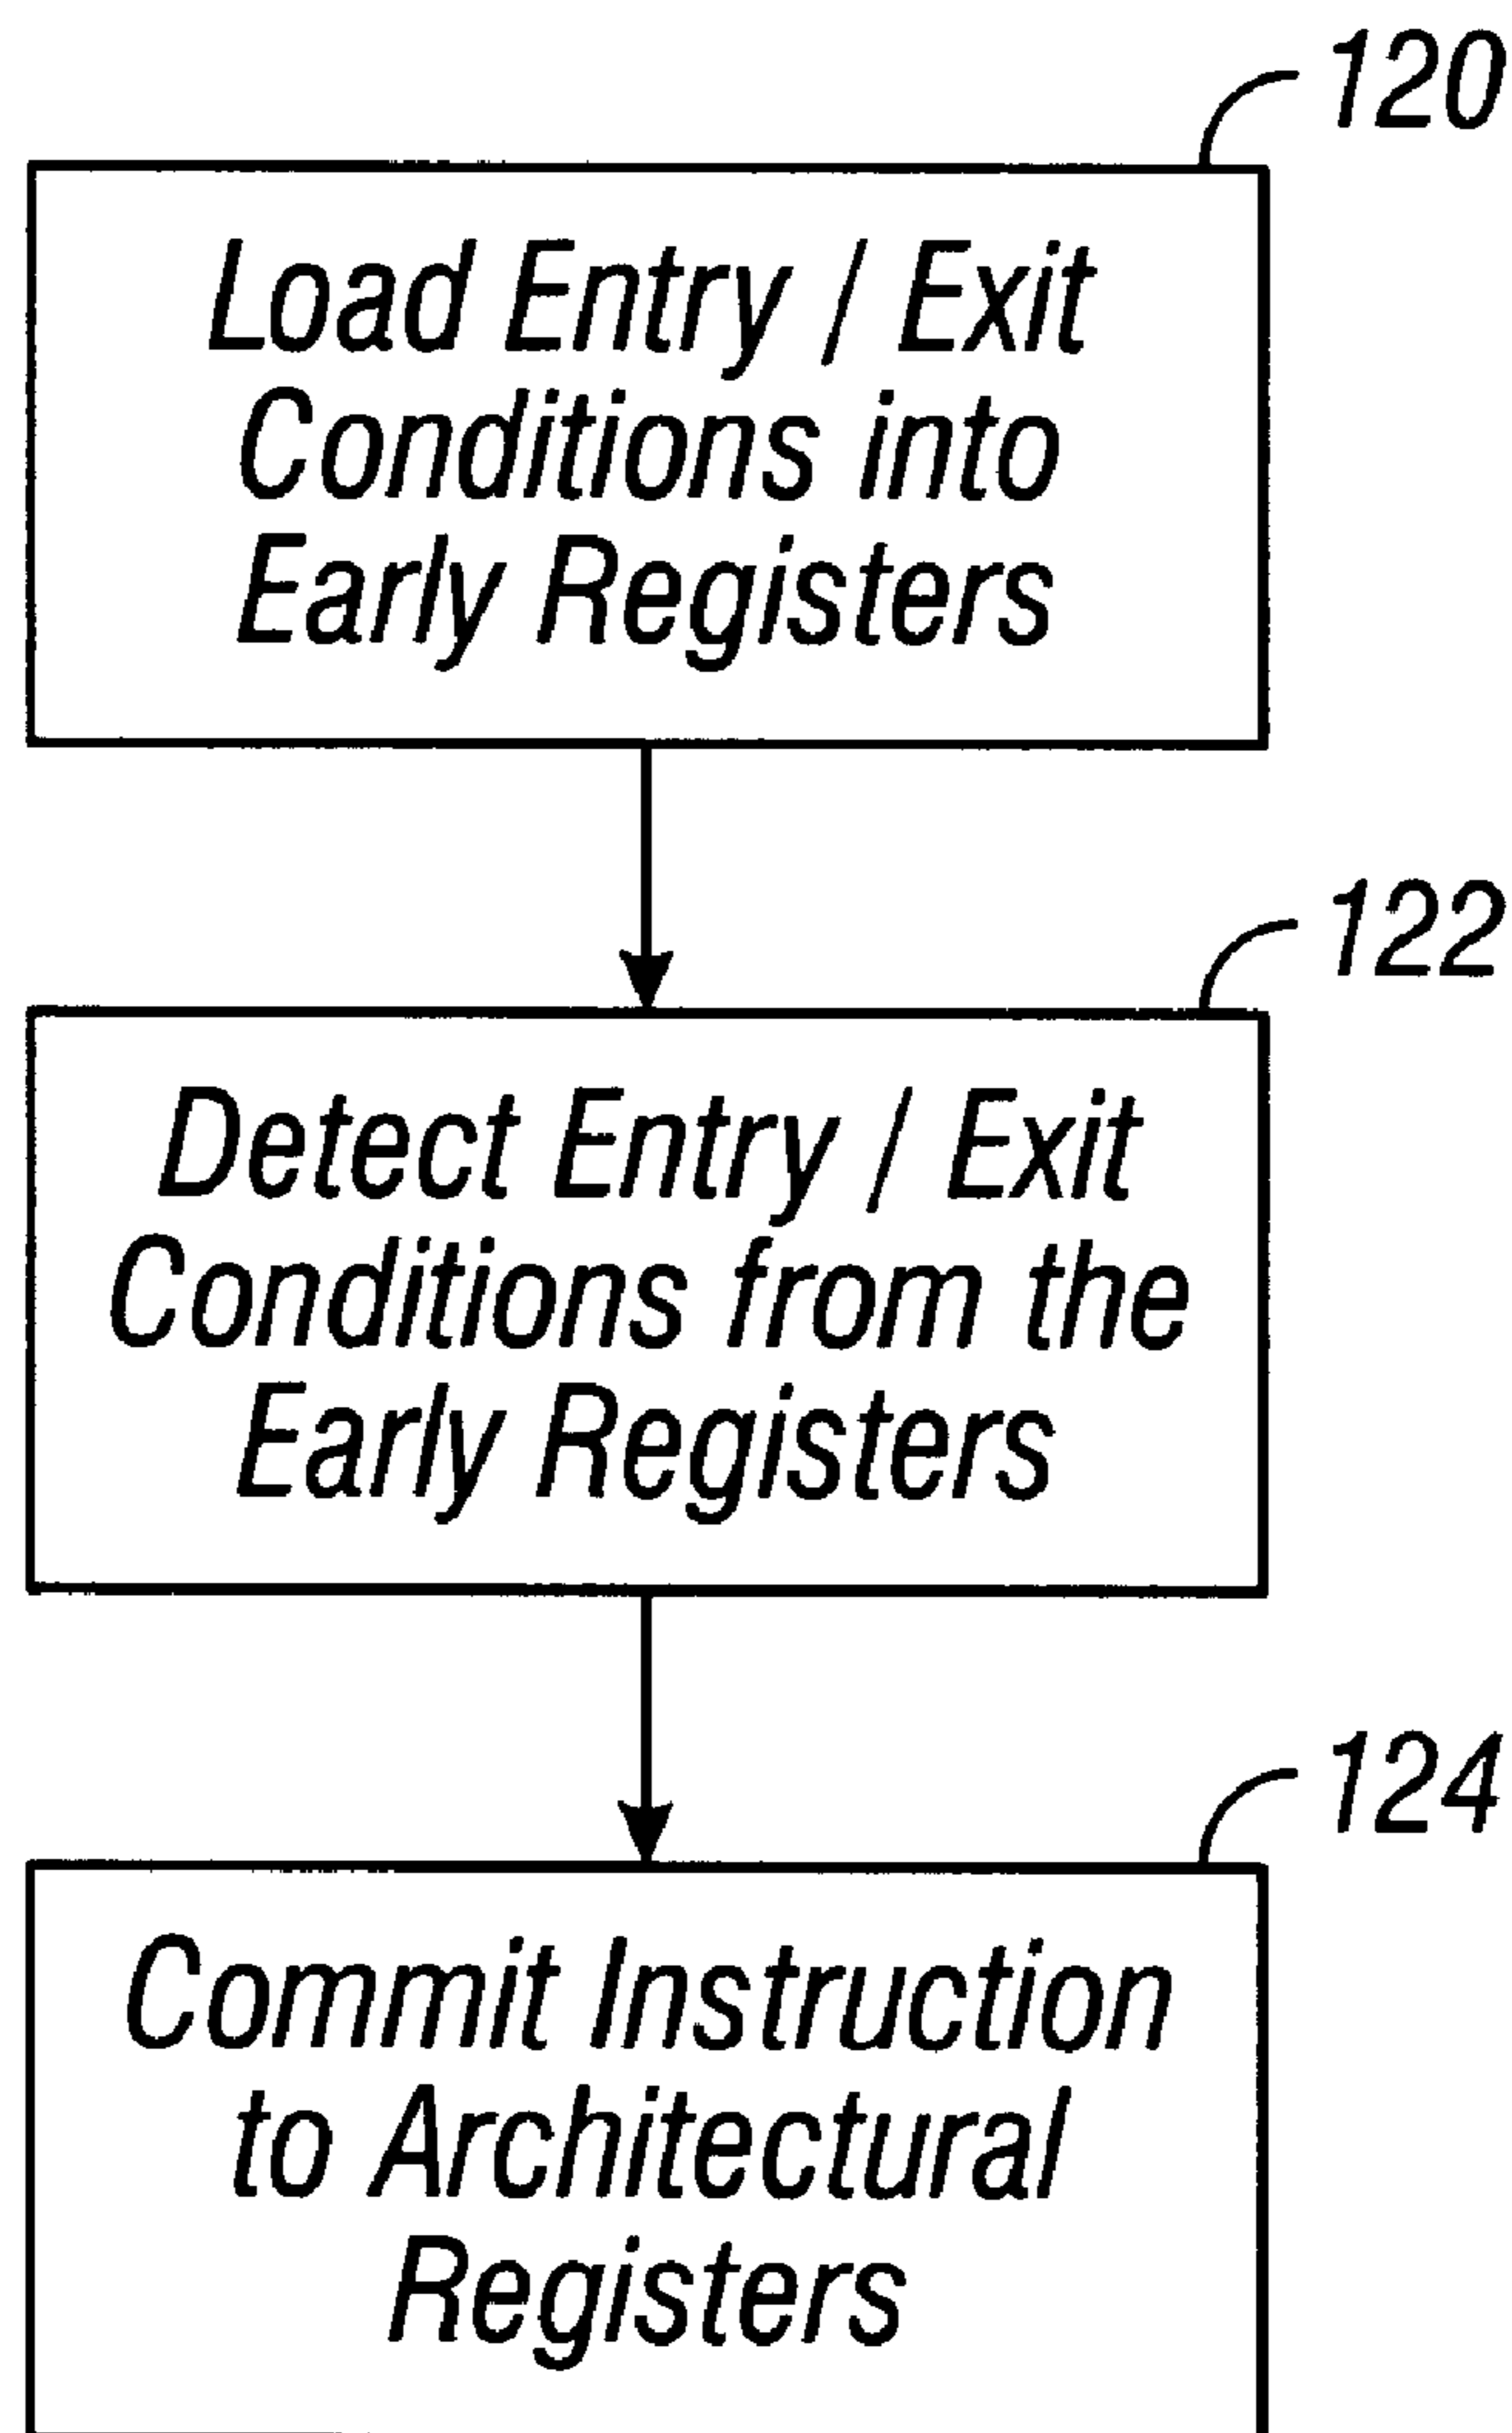 120
Load Entry / Exit
Conditions into
Early Registers
122
Detect Entry / Exit
Conditions from the
Early Registers
124
Commit Instruction
to Architectural
Registers